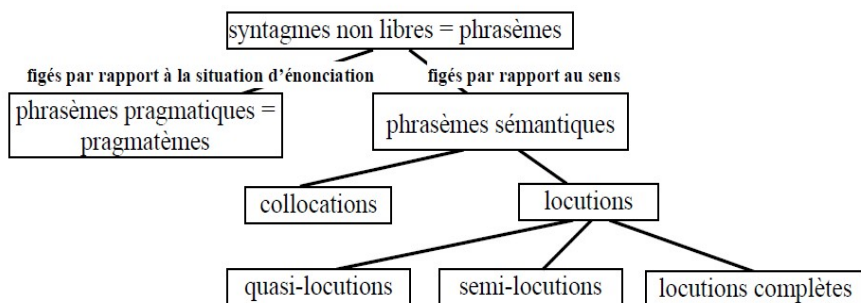 syntagmes non libres = phrasèmes
figés par rapport à la situation d'énonciation
figés par rapport au sens
phrasèmes pragmatiques =
pragmatèmes
phrasèmes sémantiques
collocations
locutions
quasi-locutions
semi-locutions
locutions complètes